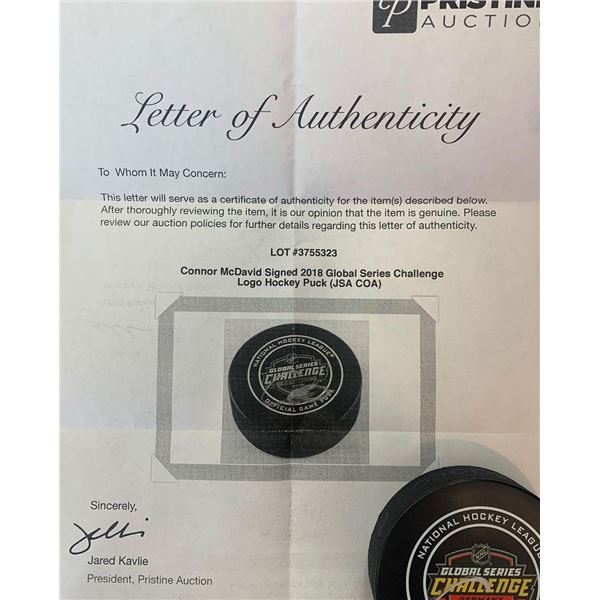 PRISTINE
AUCTION
Letter of Authenticity
To Whom It May Concern:
This letter will serve as a certificate of authenticity for the item(s) described below.
After thoroughly reviewing the item, it is our opinion that the item is genuine. Please
review our auction policies for further details regarding this letter of authenticity.
LOT #3755323
Connor McDavid Signed 2018 Global Series Challenge
Logo Hockey Puck (JSA COA)
NATIONAL HOCKEY LEAGUE®
GLOBAL SERIES
CHALLENGE
OFFICIAL GAME PUCK
Sincerely,
Jared Kavlie
President, Pristine Auction
NATIONAL HOCKEY LEAGUE
NHL
GLOBAL SERIES
CHALLENGE
GERMANY